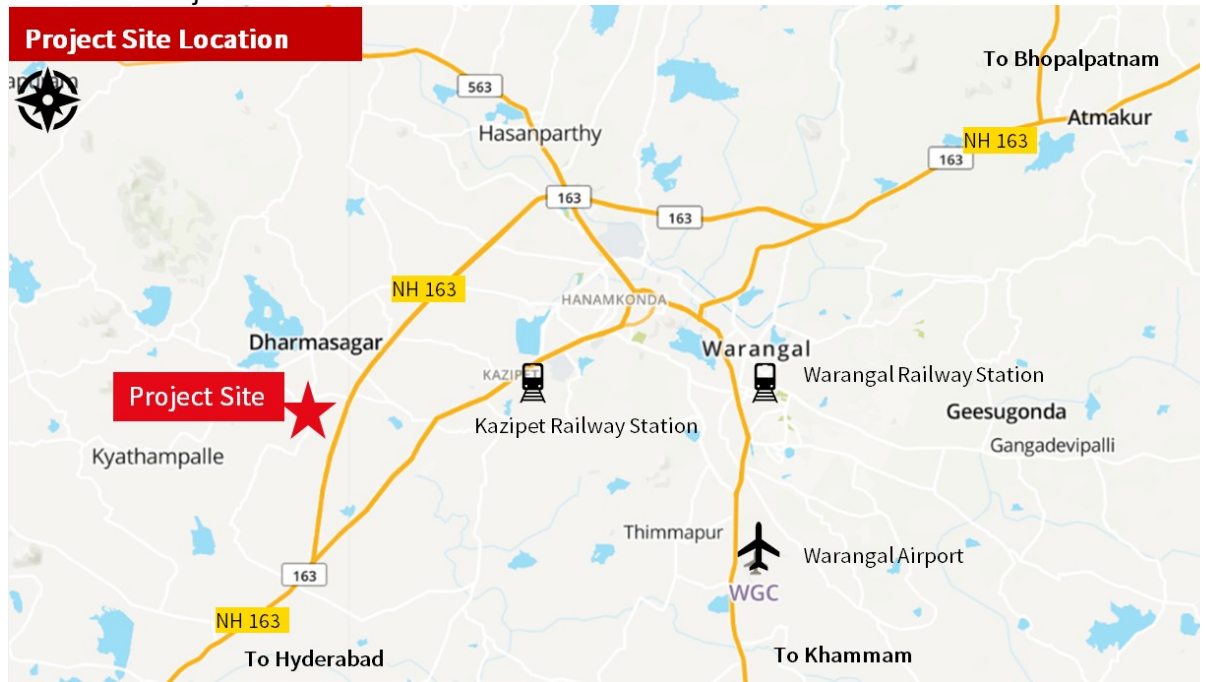 Project Site Location
To Bhopalpatnam
563
Atmakur
Hasanparthy
NH 163
163
163
163
NH 163
HANAMKONDA
Dharmasagar
Warangal
Project Site
Warangal Railway Station
Kazipet Railway Station
Geesugonda
Gangadevipalli
Kyathampalle
Thimmapur
Warangal Airport
163
WGC
NH 163
To Hyderabad
To Khammam